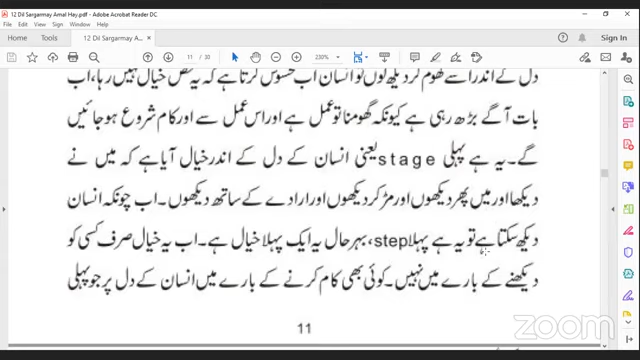 12 Dil Sargarmay Amal Hay.pdf - Adobe Acrobat Reader DC
File Edit View Sign Window Help
Home Tools 12 Dil Sargarmay A... × Sign In
11 / 30 230%
دل کے اندر اسے گھوم کر دیکھ لوں تو انسان اب محسوس کرتا ہے کہ یہ محض خیال نہیں رہا، اب
بات آگے بڑھ رہی ہے کیونکہ گھومنا تو عمل ہے اور اس عمل سے اور کام شروع ہو جائیں
گے۔ یہ ہے پہلی stage یعنی انسان کے دل کے اندر خیال آیا ہے کہ میں نے
دیکھا اور میں پھر دیکھوں اور مڑ کر دیکھوں اور ارادے کے ساتھ دیکھوں۔ اب چونکہ انسان
دیکھ سکتا ہے تو یہ ہے پہلا step، بہر حال یہ ایک پہلا خیال ہے۔ اب یہ خیال صرف کسی کو
دیکھنے کے بارے میں نہیں۔ کوئی بھی کام کرنے کے بارے میں انسان کے دل پر جو پہلی
11
zoom